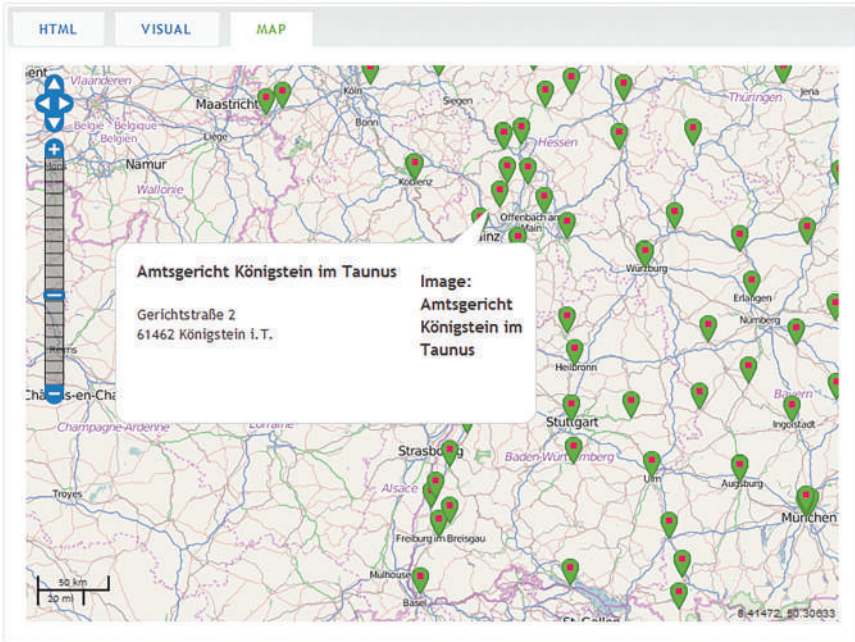 HTML VISUAL MAP
Vlaanderen
Köln
Thüringen
Jena
Maastricht
Siegen
België - Belgique
Belgien
Liège
Bonn
Hessen
Namur
Koblenz
Wallonie
Offenbach am
Main
Würzburg
Erlangen
Nürnberg
Amtsgericht Königstein im Taunus
Gerichtstraße 2
61462 Königstein i.T.
Image:
Amtsgericht
Königstein im
Taunus
Reims
Heilbronn
Bayern
Champagne-Ardenne
Lorraine
Stuttgart
Ingolstadt
Strasbourg
Baden-Württemberg
Alsace
Ulm
Augsburg
Troyes
München
Freiburg im Breisgau
Mulhouse
Basel
St. Gallen
50 km
20 mi
8.41472, 50.30633